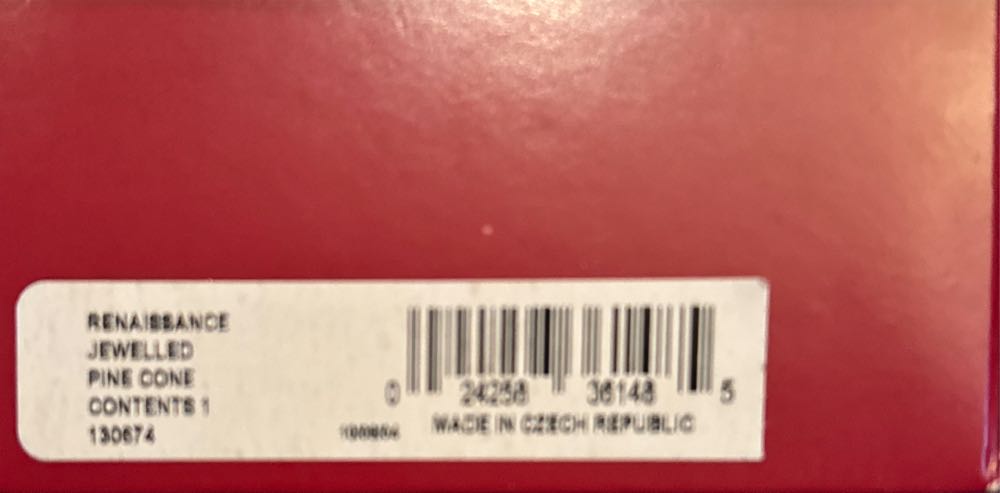 RENAISSANCE
JEWELLED
PINE CONE
CONTENTS 1
130674
0 24258 36148 5
MADE IN CZECH REPUBLIC